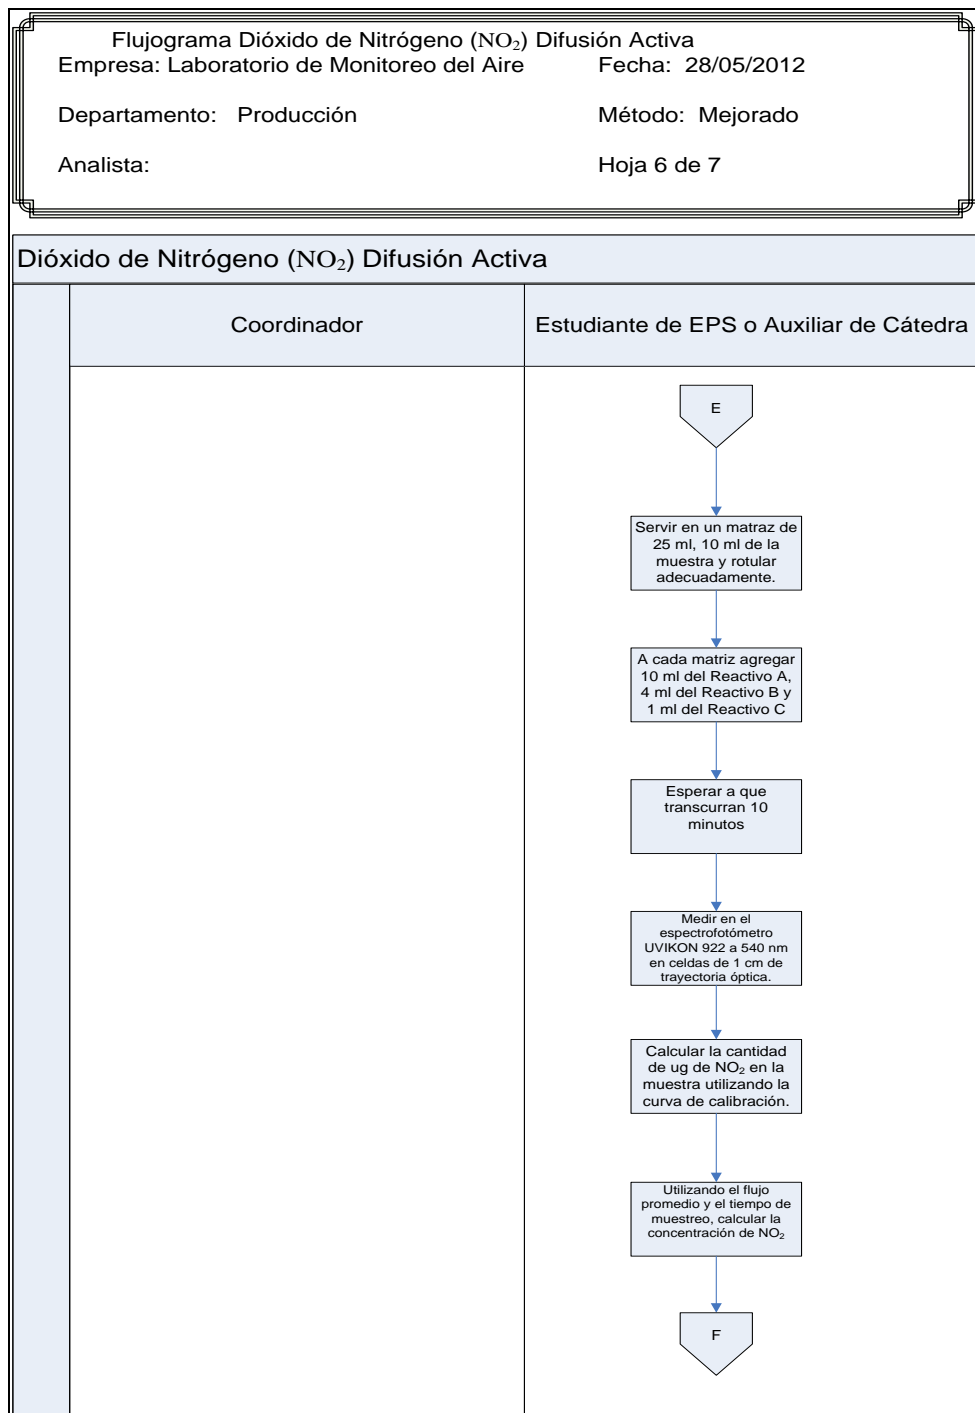 Flujograma Dióxido de Nitrógeno (NO₂) Difusión Activa
Empresa: Laboratorio de Monitoreo del Aire Fecha: 28/05/2012
Departamento: Producción Método: Mejorado
Analista: Hoja 6 de 7
Dióxido de Nitrógeno (NO₂) Difusión Activa
Coordinador Estudiante de EPS o Auxiliar de Cátedra
E
Servir en un matraz de
25 ml, 10 ml de la
muestra y rotular
adecuadamente.
A cada matriz agregar
10 ml del Reactivo A,
4 ml del Reactivo B y
1 ml del Reactivo C
Esperar a que
transcurran 10
minutos
Medir en el
espectrofotómetro
UVIKON 922 a 540 nm
en celdas de 1 cm de
trayectoria óptica.
Calcular la cantidad
de ug de NO₂ en la
muestra utilizando la
curva de calibración.
Utilizando el flujo
promedio y el tiempo de
muestreo, calcular la
concentración de NO₂
F